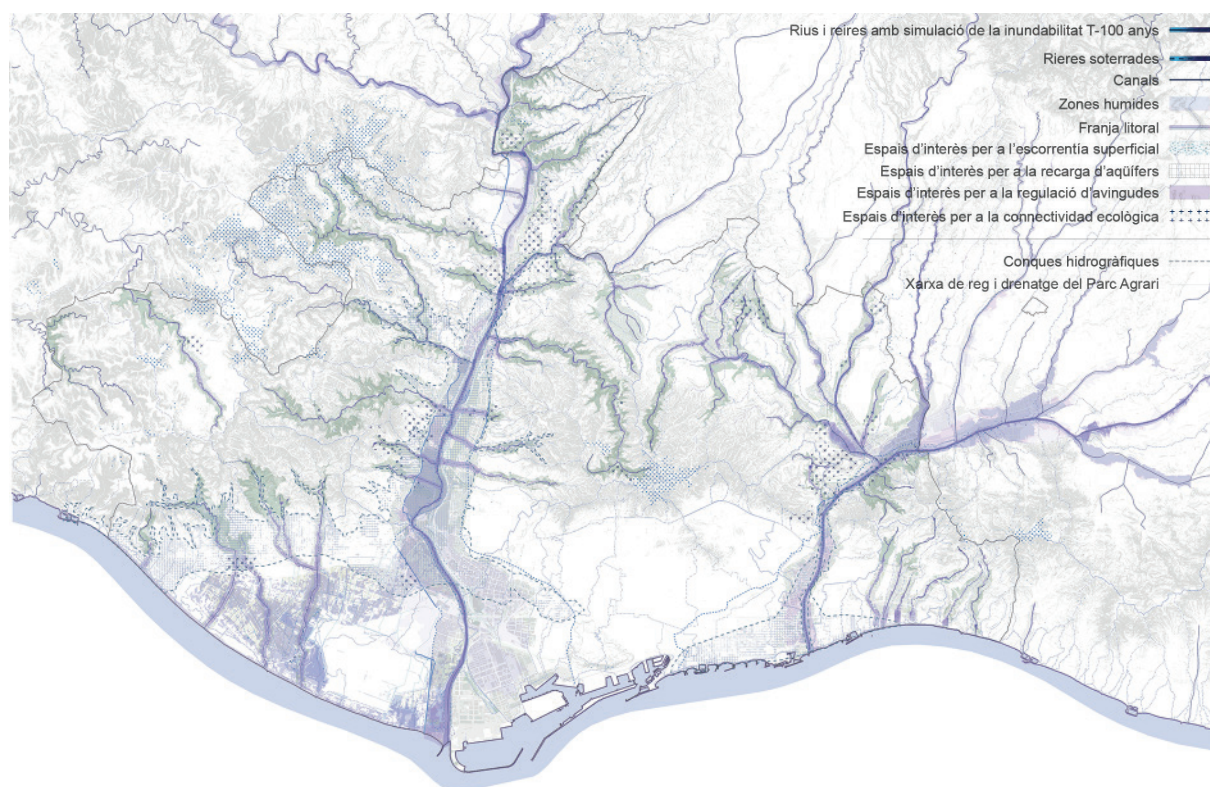 Rius i reires amb simulació de la inundabilitat T-100 anys
Rieres soterrades
Canals
Zones humides
Franja litoral
Espais d'interès per a l'escorrentia superficial
Espais d'interès per a la recarga d'aqüífers
Espais d'interès per a la regulació d'avingudes
Espais d'interès per a la connectividad ecològica
Conques hidrogràfiques
Xarxa de reg i drenatge del Parc Agrari